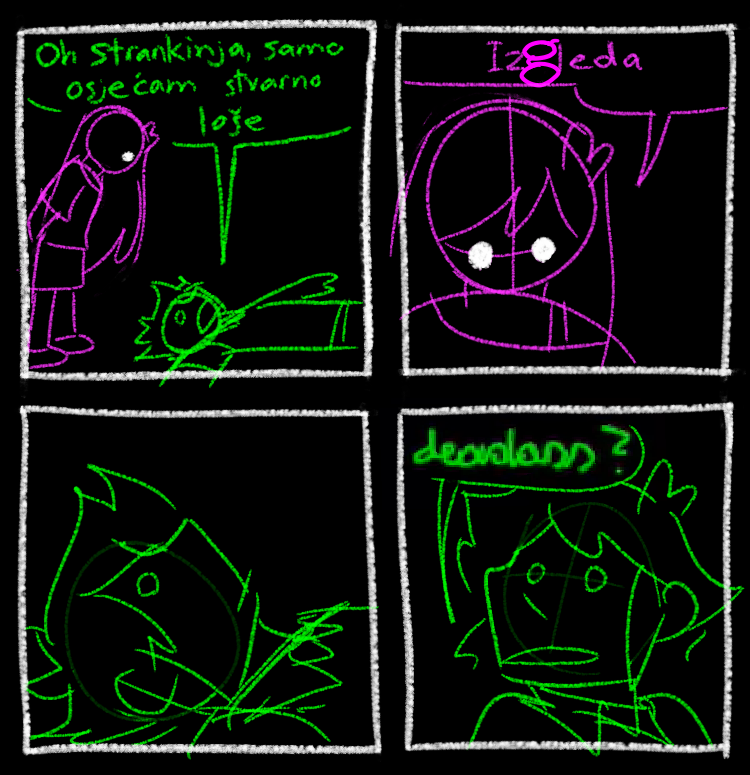 Oh strankinja, samo
osjećam stvarno
loše
Izgleda
deadass?